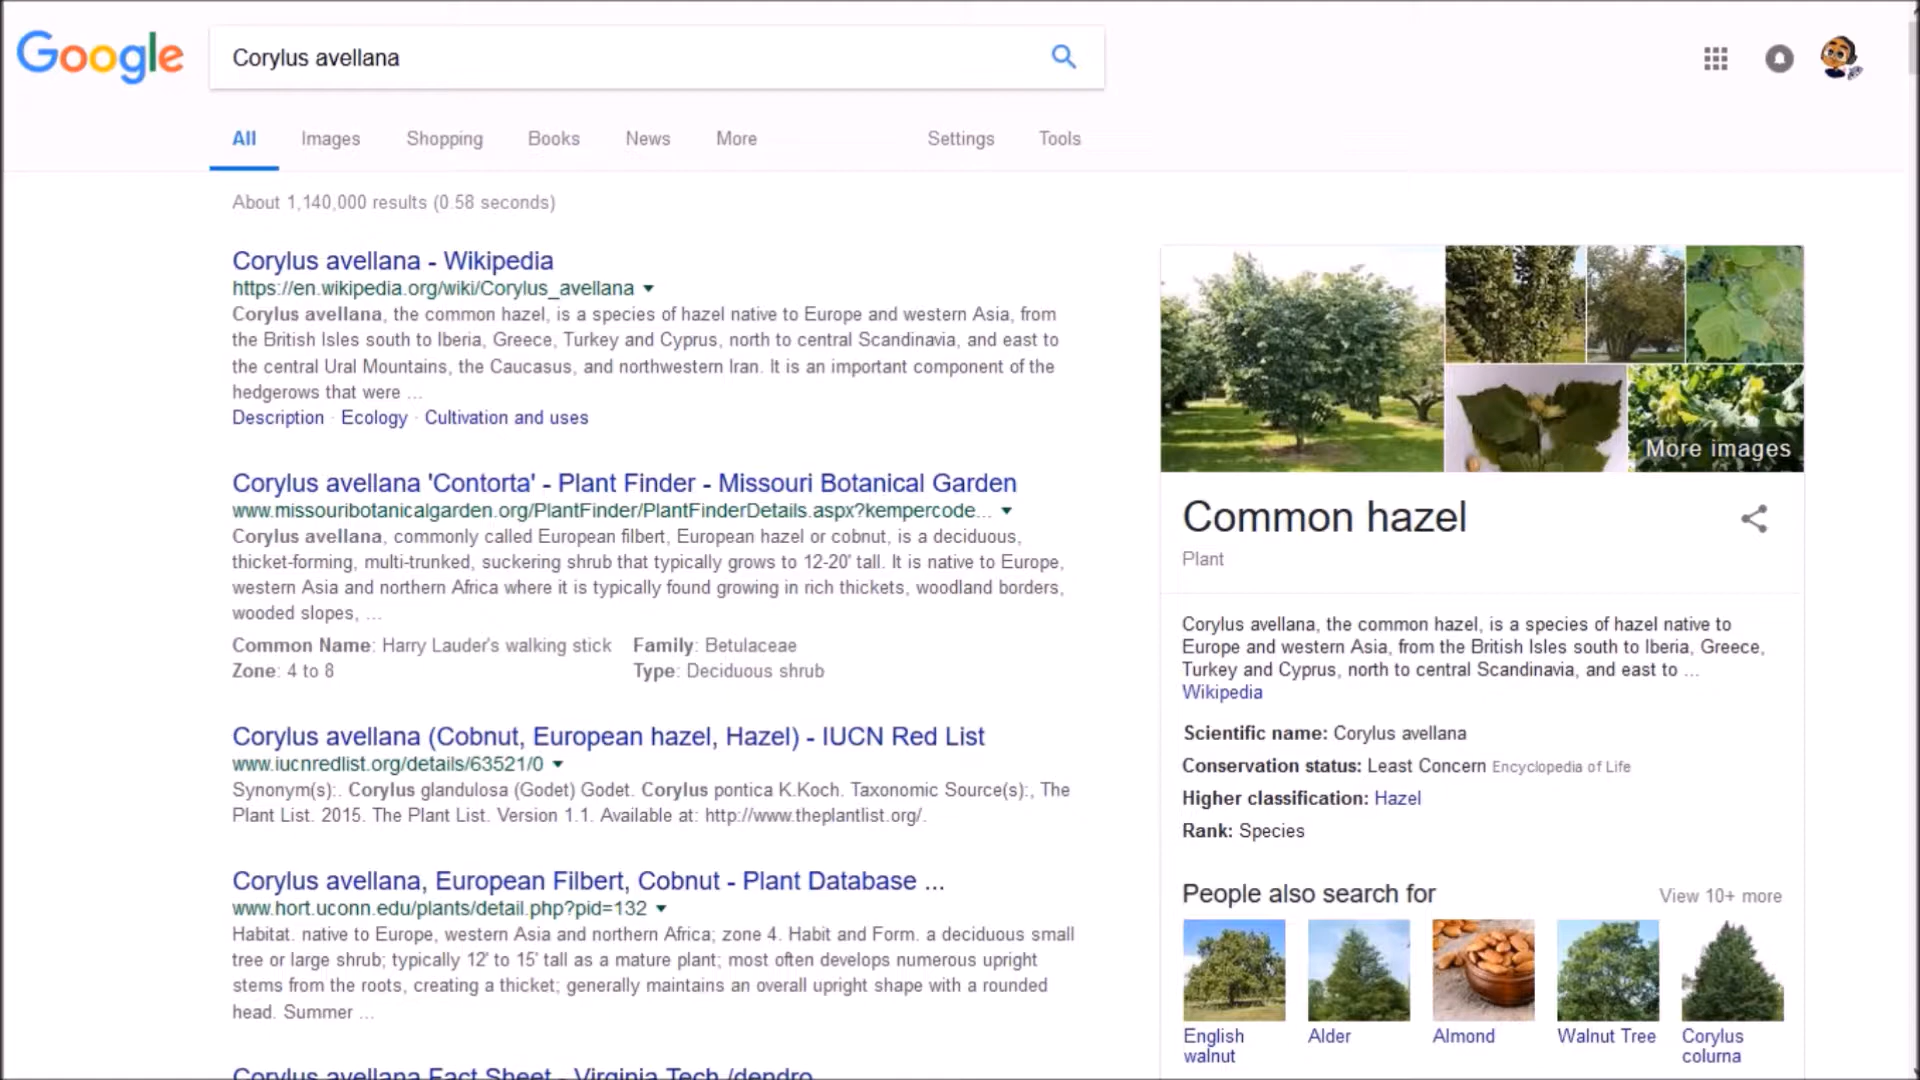 Google
Corylus avellana
All Images Shopping Books News More Settings Tools
About 1,140,000 results (0.58 seconds)
Corylus avellana - Wikipedia
https://en.wikipedia.org/wiki/Corylus_avellana
Corylus avellana, the common hazel, is a species of hazel native to Europe and western Asia, from
the British Isles south to Iberia, Greece, Turkey and Cyprus, north to central Scandinavia, and east to
the central Ural Mountains, the Caucasus, and northwestern Iran. It is an important component of the
hedgerows that were ...
Description · Ecology · Cultivation and uses
Corylus avellana 'Contorta' - Plant Finder - Missouri Botanical Garden
www.missouribotanicalgarden.org/PlantFinder/PlantFinderDetails.aspx?kempercode...
Corylus avellana, commonly called European filbert, European hazel or cobnut, is a deciduous,
thicket-forming, multi-trunked, suckering shrub that typically grows to 12-20' tall. It is native to Europe,
western Asia and northern Africa where it is typically found growing in rich thickets, woodland borders,
wooded slopes, ...
Common Name: Harry Lauder's walking stick Family: Betulaceae
Zone: 4 to 8 Type: Deciduous shrub
Corylus avellana (Cobnut, European hazel, Hazel) - IUCN Red List
www.iucnredlist.org/details/63521/0
Synonym(s):. Corylus glandulosa (Godet) Godet. Corylus pontica K.Koch. Taxonomic Source(s):, The
Plant List. 2015. The Plant List. Version 1.1. Available at: http://www.theplantlist.org/.
Corylus avellana, European Filbert, Cobnut - Plant Database ...
www.hort.uconn.edu/plants/detail.php?pid=132
Habitat. native to Europe, western Asia and northern Africa; zone 4. Habit and Form. a deciduous small
tree or large shrub; typically 12' to 15' tall as a mature plant; most often develops numerous upright
stems from the roots, creating a thicket; generally maintains an overall upright shape with a rounded
head. Summer ...
Corylus avellana Fact Sheet - Virginia Tech /dendro
More images
Common hazel
Plant
Corylus avellana, the common hazel, is a species of hazel native to
Europe and western Asia, from the British Isles south to Iberia, Greece,
Turkey and Cyprus, north to central Scandinavia, and east to ...
Wikipedia
Scientific name: Corylus avellana
Conservation status: Least Concern Encyclopedia of Life
Higher classification: Hazel
Rank: Species
People also search for View 10+ more
English
walnut
Alder
Almond
Walnut Tree
Corylus
colurna